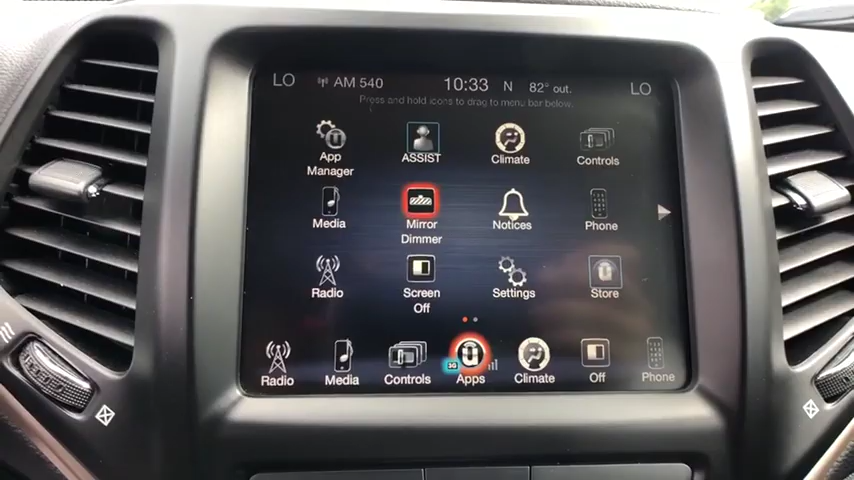 LO AM 540 10:33 N 82° out. LO
Press and hold icons to drag to menu bar below.
App Manager
ASSIST
Climate
Controls
Media
Mirror Dimmer
Notices
Phone
Radio
Screen Off
Settings
Store
3G
Radio Media Controls Apps Climate Off Phone